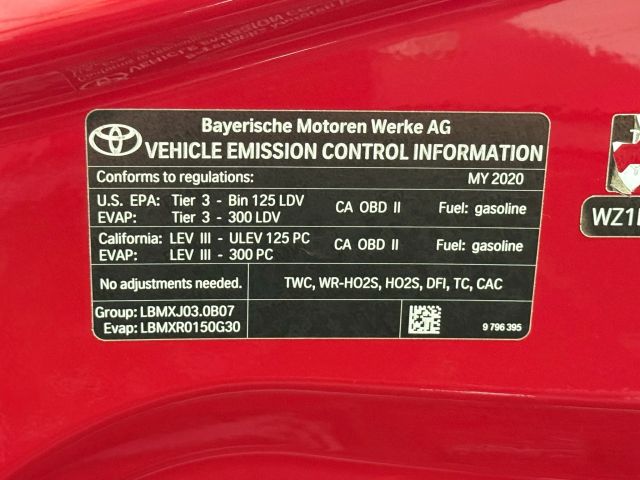 Bayerische Motoren Werke AG
VEHICLE EMISSION CONTROL INFORMATION
Conforms to regulations: MY 2020
U.S. EPA: Tier 3 - Bin 125 LDV CA OBD II Fuel: gasoline
EVAP: Tier 3 - 300 LDV
California: LEV III - ULEV 125 PC CA OBD II Fuel: gasoline
EVAP: LEV III - 300 PC
No adjustments needed. TWC, WR-HO2S, HO2S, DFI, TC, CAC
Group: LBMXJ03.0B07
Evap: LBMXR0150G30
9 796 395